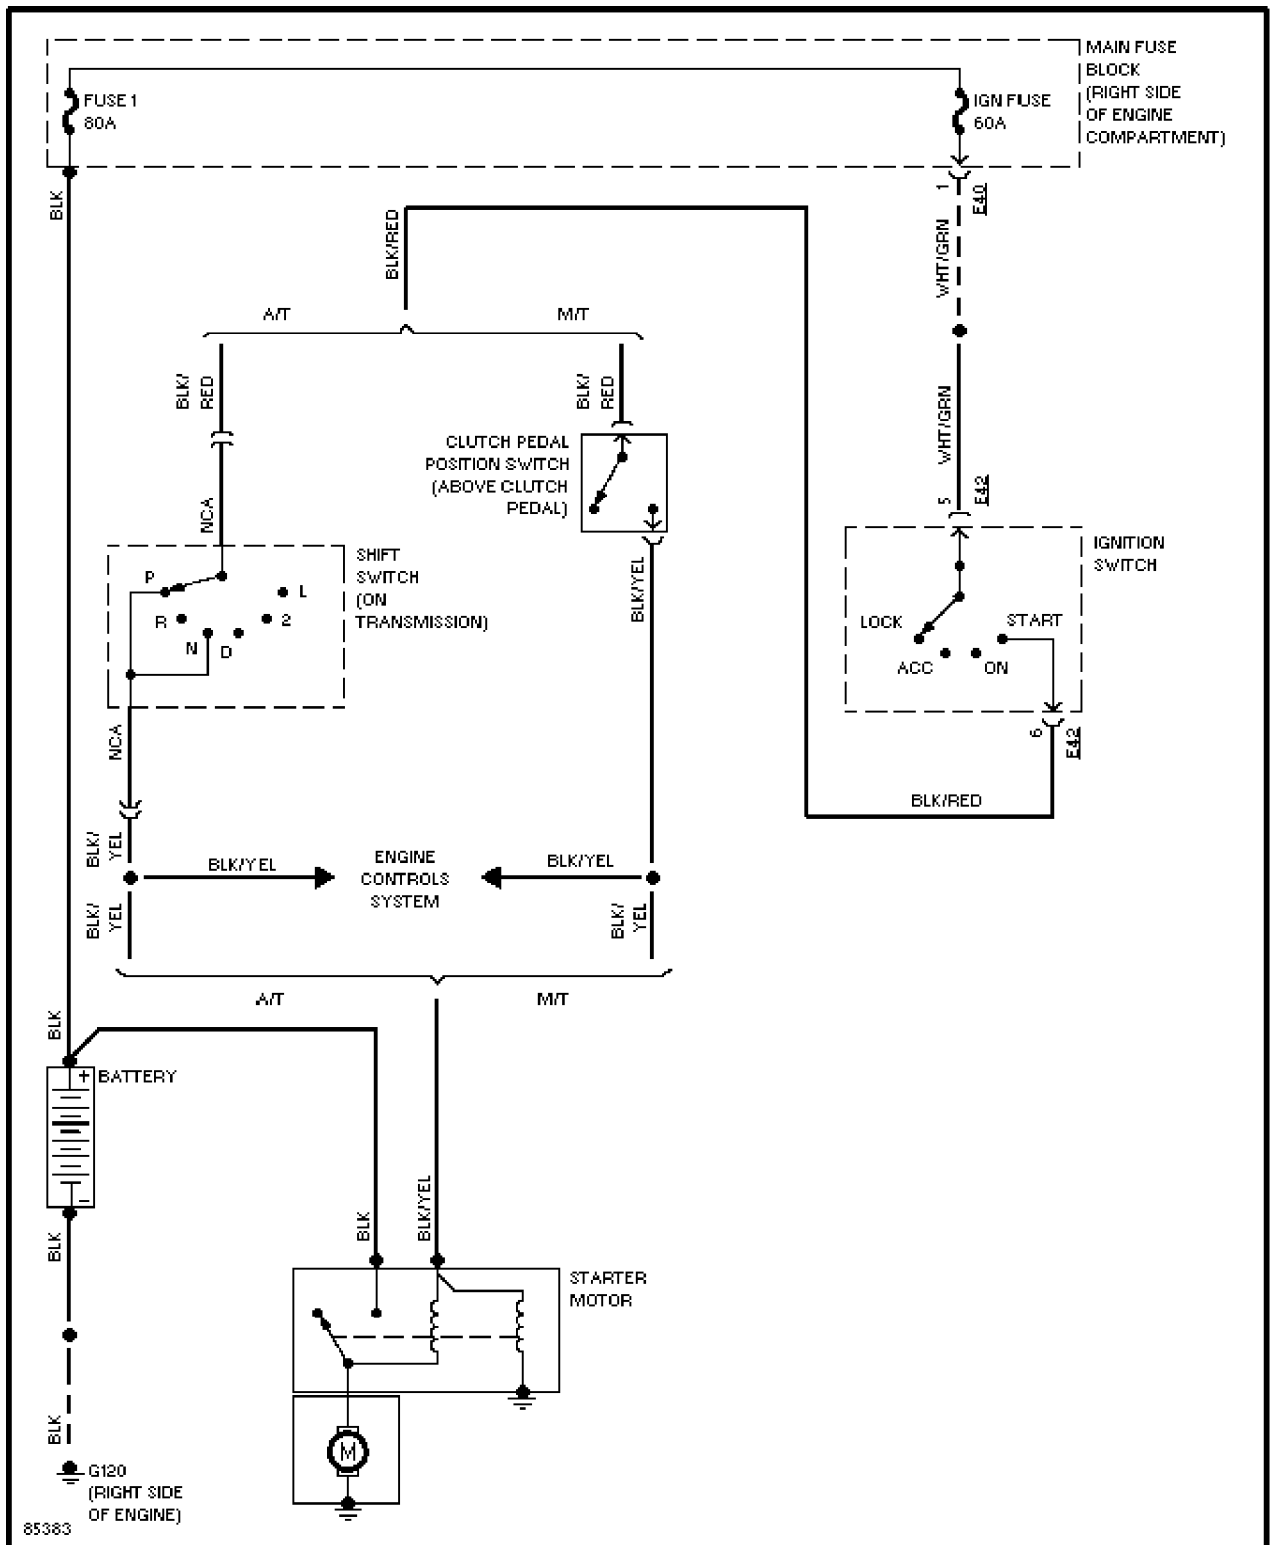 MAIN FUSE
BLOCK
(RIGHT SIDE
OF ENGINE
COMPARTMENT)
FUSE 1
80A
IGN FUSE
60A
BLK
1
E40
WHT/GRN
BLK/RED
A/T
M/T
BLK/
RED
BLK/
RED
WHT/GRN
5
E42
CLUTCH PEDAL
POSITION SWITCH
(ABOVE CLUTCH
PEDAL)
NCA
IGNITION
SWITCH
SHIFT
SWITCH
(ON
TRANSMISSION)
P
R
N
D
2
L
BLK/YEL
LOCK
ACC
ON
START
6
E42
NCA
BLK/RED
BLK/
YEL
BLK/YEL
ENGINE
CONTROLS
SYSTEM
BLK/YEL
BLK/
YEL
BLK/
YEL
A/T
M/T
BLK
+
BATTERY
-
BLK
BLK/YEL
BLK
STARTER
MOTOR
M
BLK
G120
(RIGHT SIDE
OF ENGINE)
85383